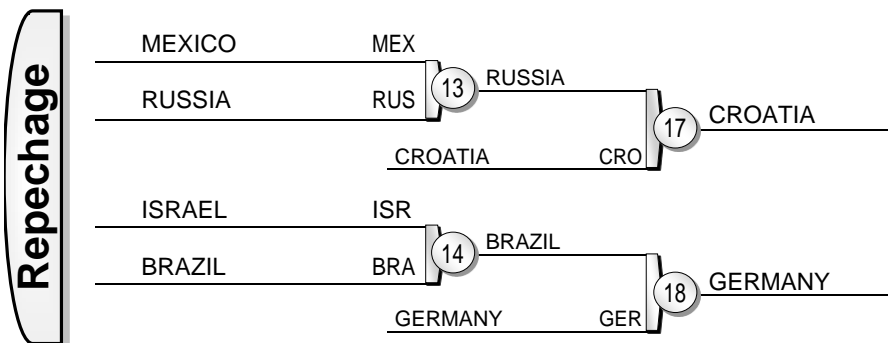 Repechage
MEXICO MEX
RUSSIA RUS
13 RUSSIA
CROATIA CRO
17 CROATIA
ISRAEL ISR
BRAZIL BRA
14 BRAZIL
GERMANY GER
18 GERMANY